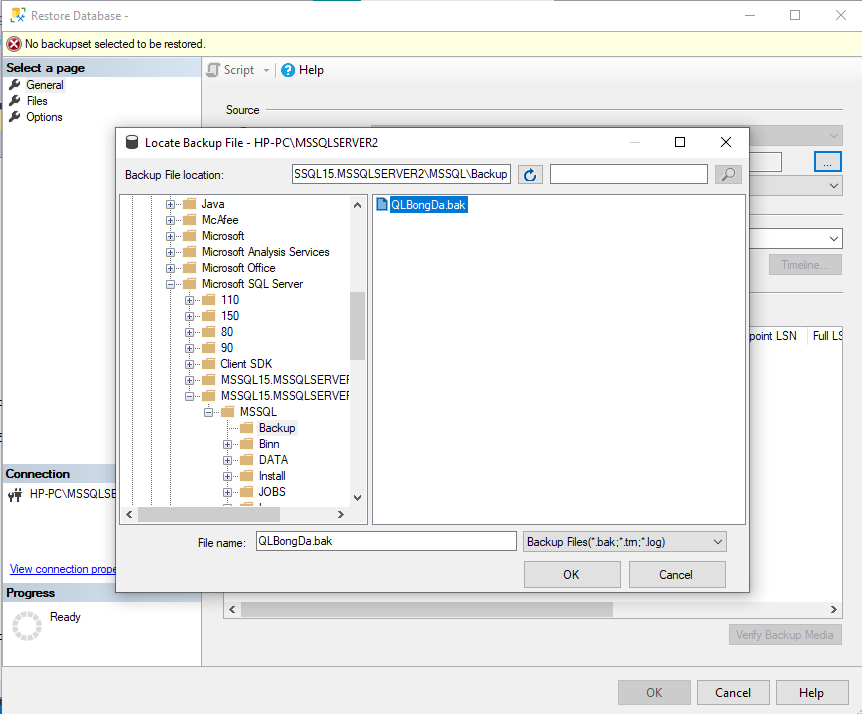 Restore Database -
No backupset selected to be restored.
Select a page
General
Files
Options
Script
Help
Source
...
Timeline...
point LSN
Full LS
Connection
HP-PC\MSSQLSE
View connection prope
Progress
Ready
Verify Backup Media
OK
Cancel
Help
Locate Backup File - HP-PC\MSSQLSERVER2
Backup File location:
SSQL15.MSSQLSERVER2\MSSQL\Backup
Java
McAfee
Microsoft
Microsoft Analysis Services
Microsoft Office
Microsoft SQL Server
110
150
80
90
Client SDK
MSSQL15.MSSQLSERVER
MSSQL15.MSSQLSERVER
MSSQL
Backup
Binn
DATA
Install
JOBS
QLBongDa.bak
File name:
QLBongDa.bak
Backup Files(*.bak;*.trn;*.log)
OK
Cancel